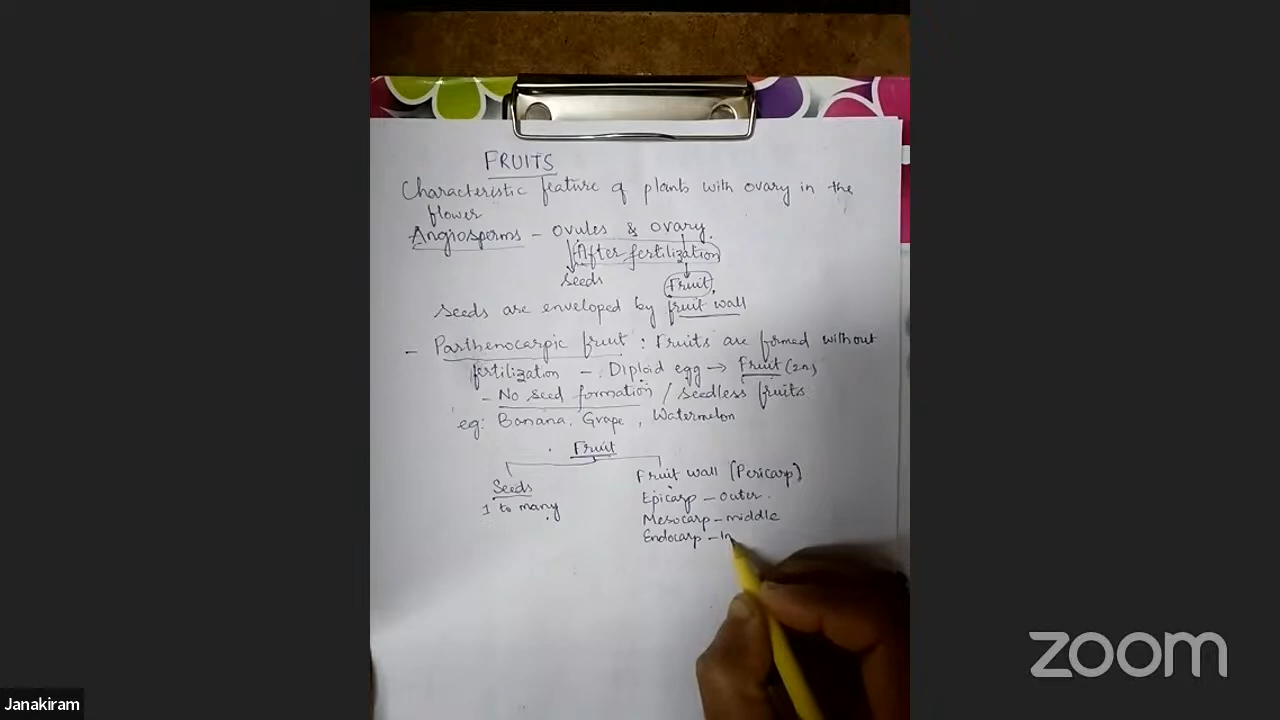 FRUITS
Characteristic feature of plants with ovary in the
flower
Angiosperms - ovules & ovary.
After fertilization
seeds Fruit.
seeds are enveloped by fruit wall
- Parthenocarpic fruit : Fruits are formed without
fertilization - Diploid egg → Fruit (2n)
- No seed formation / seedless fruits
eg: Banana, Grape, Watermelon
Fruit
Seeds
1 to many
Fruit wall (Pericarp)
Epicarp - outer.
Mesocarp - middle
Endocarp - In
zoom
Janakiram